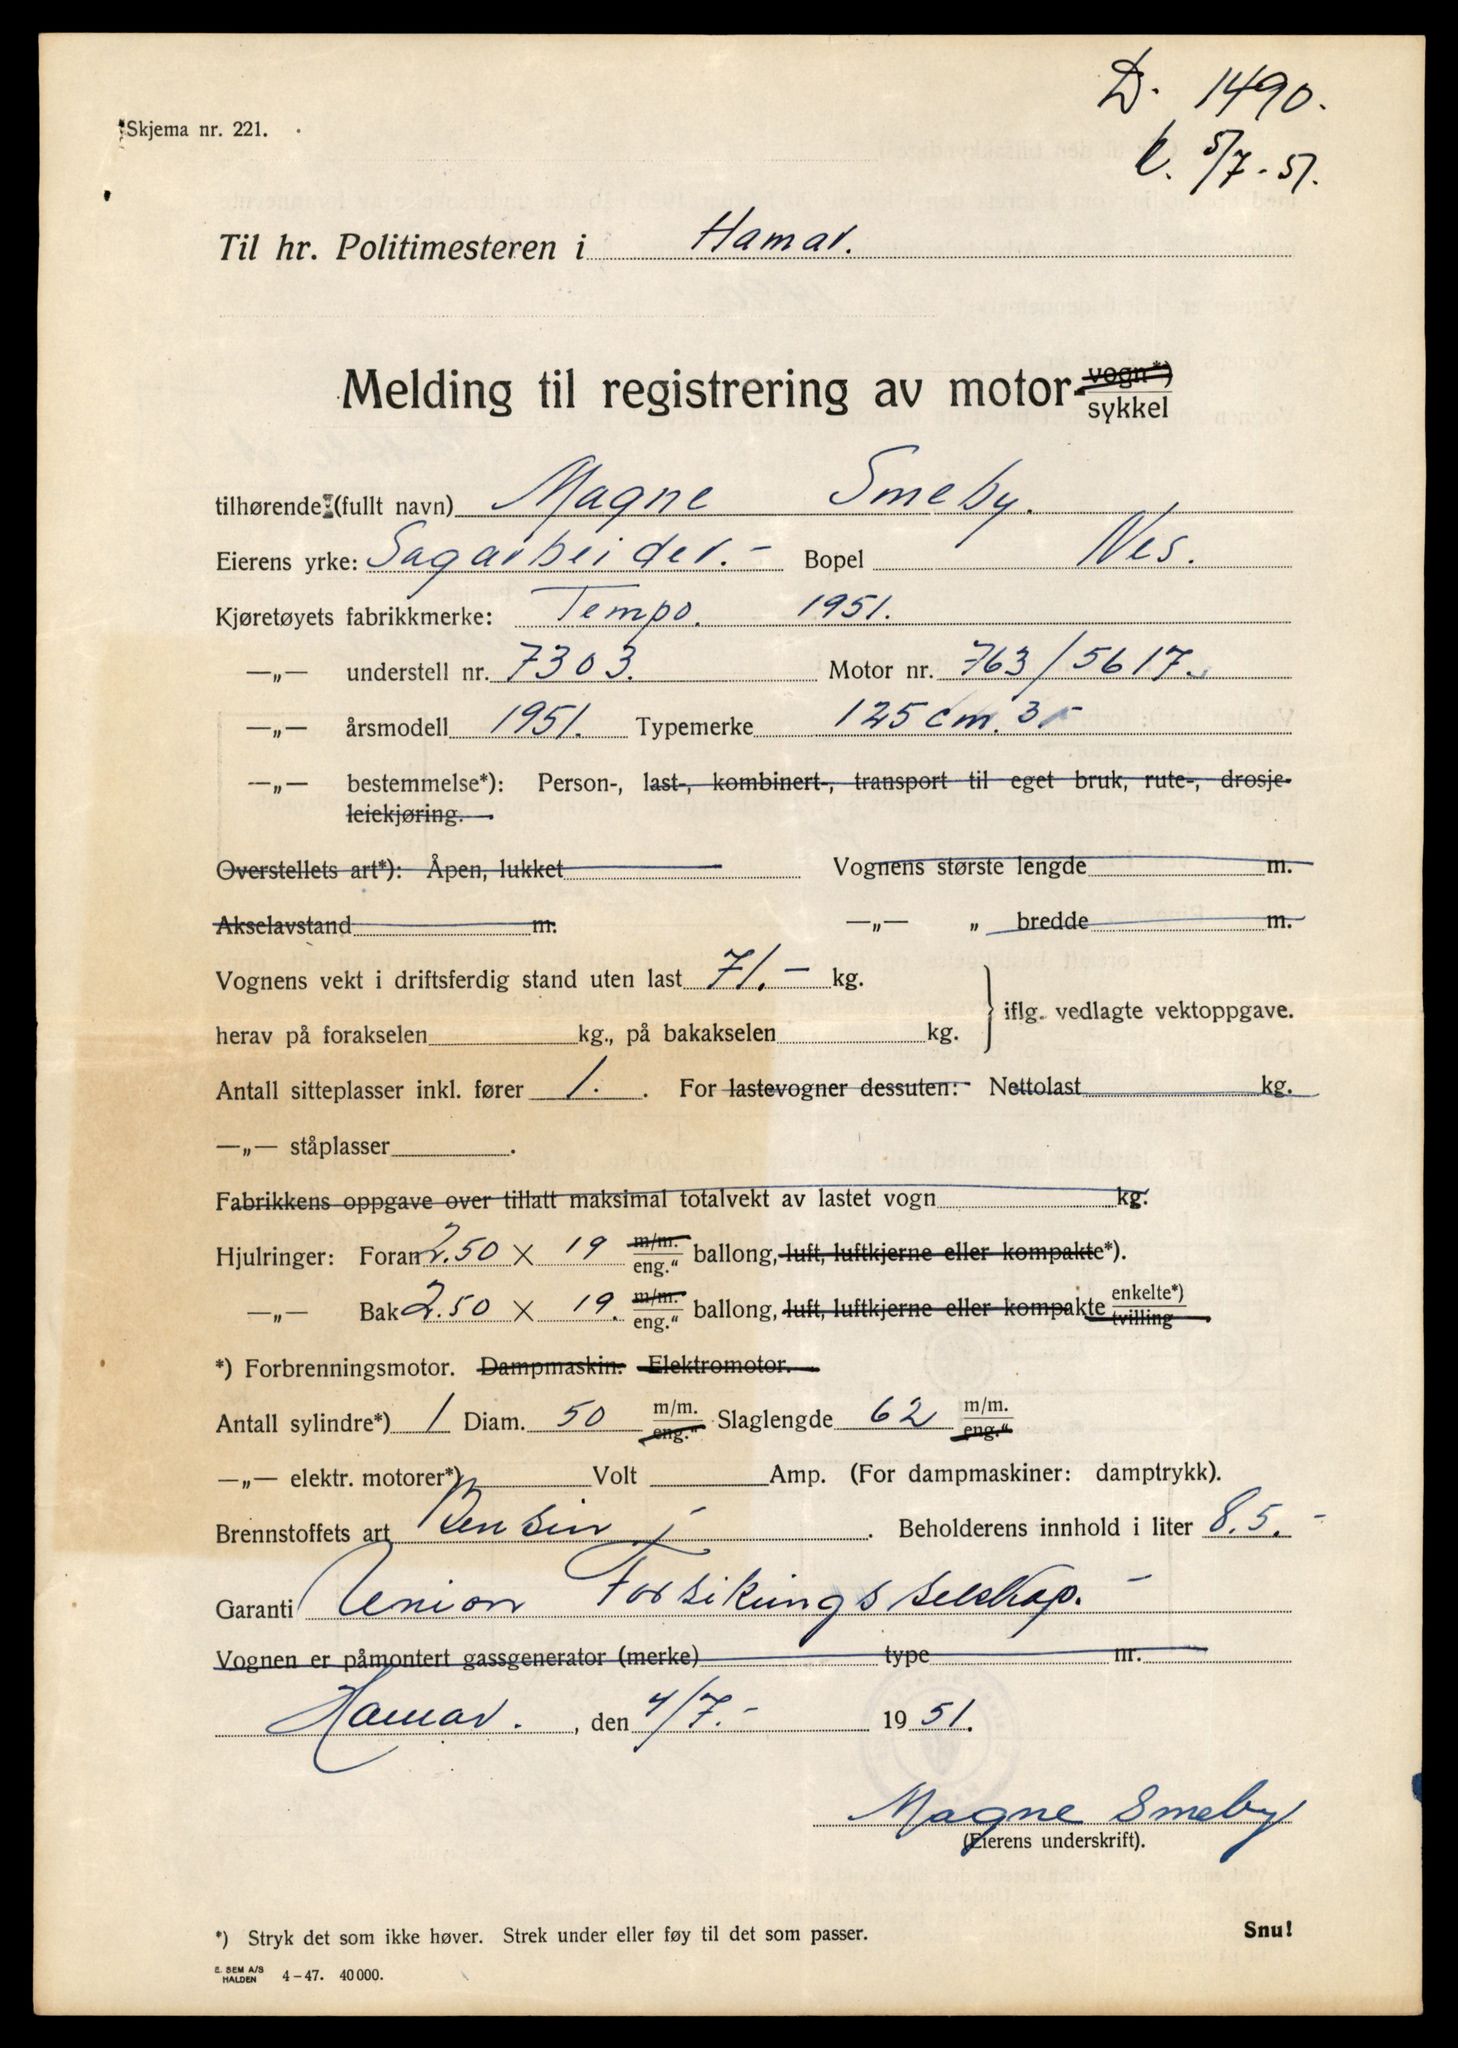 D. 1490.
Skjema nr. 221.
5/7-51.
Til hr. Politimesteren i Hamar.
Melding til registrering av motor-vogn*)
sykkel
tilhørende (fullt navn) Magne Smeby.
Eierens yrke: Sagarbeider.- Bopel Nes.
Kjøretøyets fabrikkmerke: Tempo. 1951.
—„— understell nr. 7303. Motor nr. 763/5617.
—„— årsmodell 1951. Typemerke 125 cm.3-
—„— bestemmelse*): Person-, last-, kombinert-, transport til eget bruk, rute-, drosje-
leiekjøring.
Overstellets art*): Åpen, lukket Vognens største lengde m.
Akselavstand m. —„— „ bredde m.
Vognens vekt i driftsferdig stand uten last 71.- kg.
iflg. vedlagte vektoppgave.
herav på forakselen kg., på bakakselen kg.
Antall sitteplasser inkl. fører 1. . For lastevogner dessuten: Nettolast kg.
—„— ståplasser .
Fabrikkens oppgave over tillatt maksimal totalvekt av lastet vogn kg.
Hjulringer: Foran 2.50 x 19 m/m. eng.“ ballong, luft, luftkjerne eller kompakte*).
—„— Bak 2.50 x 19. m/m. eng.“ ballong, luft, luftkjerne eller kompakte enkelte*) tvilling
*) Forbrenningsmotor. Dampmaskin. Elektromotor.
Antall sylindre*) 1 Diam. 50 m/m. eng.“ Slaglengde 62 m/m. eng.“
—„— elektr. motorer*) Volt Amp. (For dampmaskiner: damptrykk).
Brennstoffets art Bensin - . Beholderens innhold i liter 8.5.-
Garanti Union Forsikringsselskap.-
Vognen er påmontert gassgenerator (merke) type nr.
Hamar. , den 4/7.- 1951.
Magne Smeby
(Eierens underskrift).
*) Stryk det som ikke høver. Strek under eller føy til det som passer. Snu!
E. SEM A/S
HALDEN 4–47. 40 000.